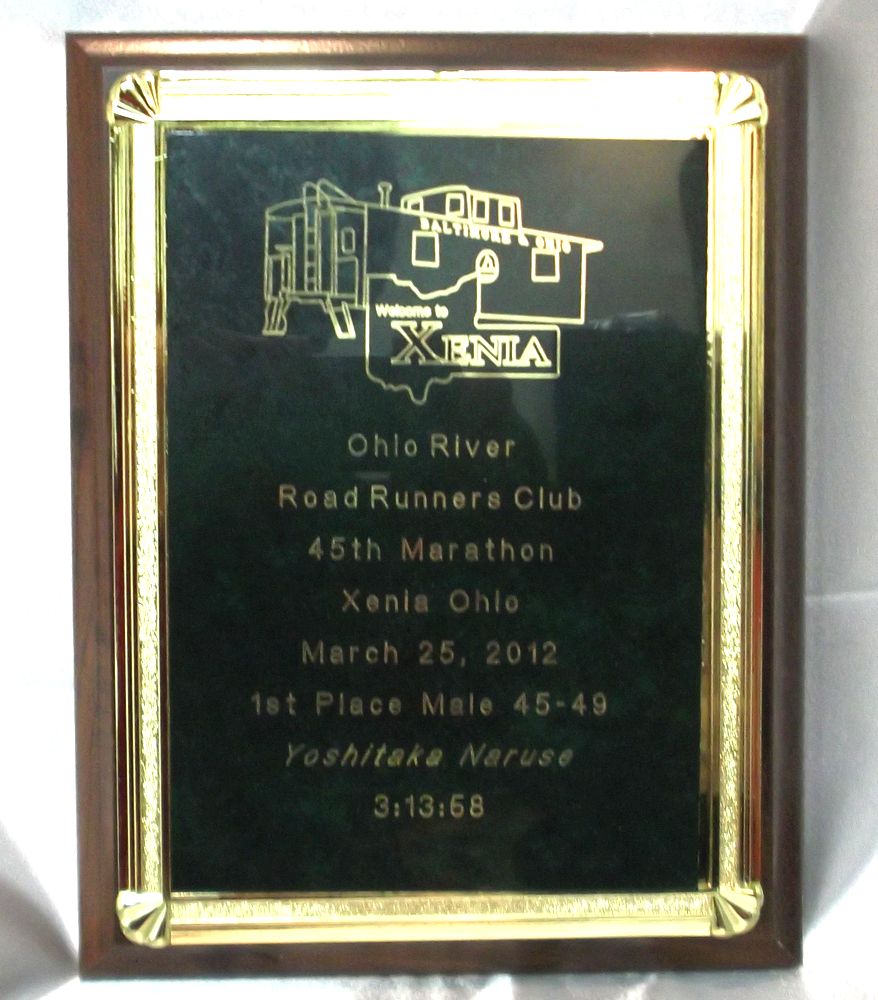 BALTIMORE & OHIO
Welcome to
XENIA
Ohio River
Road Runners Club
45th Marathon
Xenia Ohio
March 25, 2012
1st Place Male 45-49
Yoshitaka Naruse
3:13:58